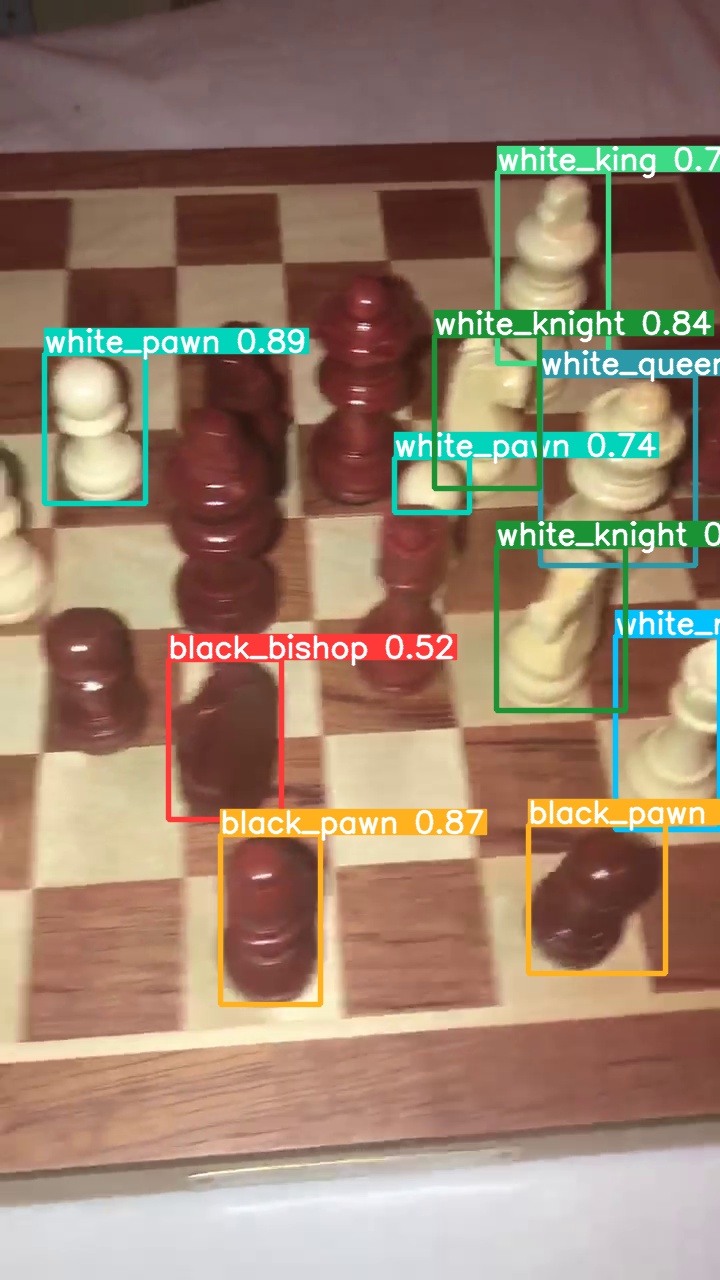 white_king 0.7
white_knight 0.84
white_pawn 0.89
white_queen
white_pawn 0.74
white_knight 0
white_r
black_bishop 0.52
black_pawn
black_pawn 0.87